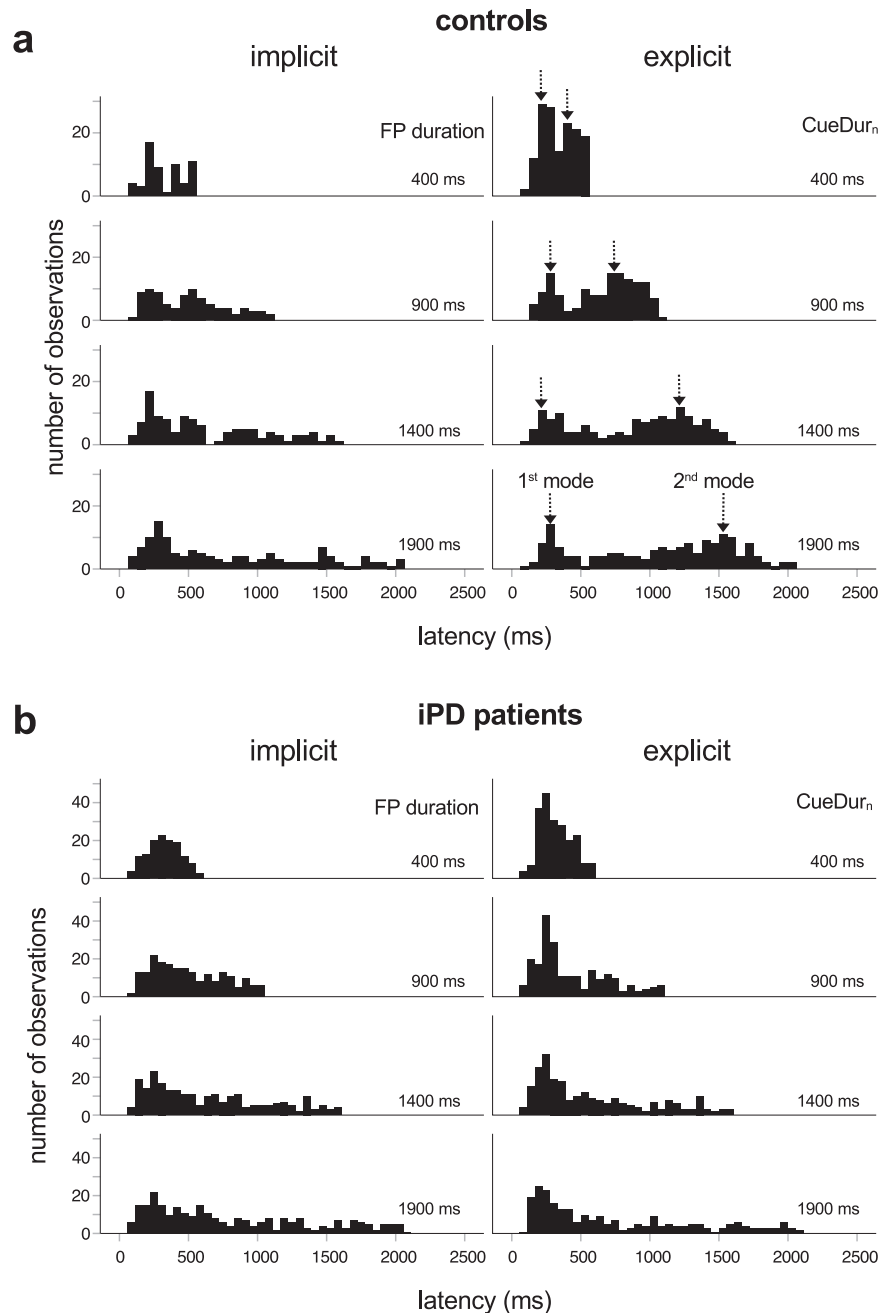 a
controls
implicit
explicit
number of observations
FP duration
CueDurn
20
0
400 ms
400 ms
20
0
900 ms
900 ms
20
0
1400 ms
1400 ms
1st mode
2nd mode
20
0
1900 ms
1900 ms
0 500 1000 1500 2000 2500
0 500 1000 1500 2000 2500
latency (ms)
latency (ms)
b
iPD patients
implicit
explicit
number of observations
FP duration
CueDurn
40
20
0
400 ms
400 ms
40
20
0
900 ms
900 ms
40
20
0
1400 ms
1400 ms
40
20
0
1900 ms
1900 ms
0 500 1000 1500 2000 2500
0 500 1000 1500 2000 2500
latency (ms)
latency (ms)